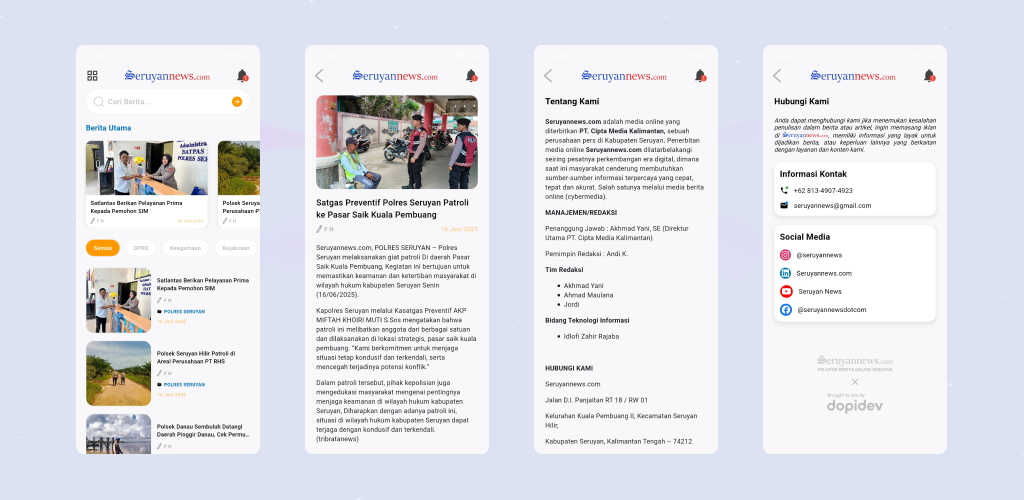 Seruyannews.com
Cari Berita...
Berita Utama
Satlantas Berikan Pelayanan Prima
Kepada Pemohon SIM
F H
16 Juni 2025
Polsek Seruyan
Perusahaan PT
F H
Semua
DPRD
Keagamaan
Kejaksaan
Satlantas Berikan Pelayanan Prima
Kepada Pemohon SIM
F H
POLRES SERUYAN
16 Juni 2025
Polsek Seruyan Hilir Patroli di
Areal Perusahaan PT RHS
F H
POLRES SERUYAN
16 Juni 2025
Polsek Danau Sembuluh Datangi
Daerah Pinggir Danau, Cek Permu...
F H
Seruyannews.com
Satgas Preventif Polres Seruyan Patroli
ke Pasar Saik Kuala Pembuang
F H
16 Juni 2025
Seruyannews.com, POLRES SERUYAN – Polres
Seruyan melaksanakan giat patroli Di daerah Pasar
Saik Kuala Pembuang, Kegiatan ini bertujuan untuk
memastikan keamanan dan ketertiban masyarakat di
wilayah hukum kabupaten Seruyan Senin
(16/06/2025).
Kapolres Seruyan melalui Kasatgas Preventif AKP
MIFTAH KHOIRI MUTI S.Sos mengatakan bahwa
patroli ini melibatkan anggota dari berbagai satuan
dan dilaksanakan di lokasi strategis, pasar saik kuala
pembuang. “Kami berkomitmen untuk menjaga
situasi tetap kondusif dan terkendali, serta
mencegah terjadinya potensi konflik.”
Dalam patroli tersebut, pihak kepolisian juga
mengedukasi masyarakat mengenai pentingnya
menjaga keamanan di wilayah hukum kabupaten
Seruyan, Diharapkan dengan adanya patroli ini,
situasi di wilayah hukum kabupaten Seruyan dapat
terjaga dengan kondusif dan terkendali.
(tribratanews)
Seruyannews.com
Tentang Kami
Seruyannews.com adalah media online yang
diterbitkan PT. Cipta Media Kalimantan, sebuah
perusahaan pers di Kabupaten Seruyan. Penerbitan
media online Seruyannews.com dilatarbelakangi
seiring pesatnya perkembangan era digital, dimana
saat ini masyarakat cenderung membutuhkan
sumber-sumber informasi terpercaya yang cepat,
tepat dan akurat. Salah satunya melalui media berita
online (cybermedia).
MANAJEMEN/REDAKSI
Penanggung Jawab : Akhmad Yani, SE (Direktur
Utama PT. Cipta Media Kalimantan)
Pemimpin Redaksi : Andi K.
Tim Redaksi
• Akhmad Yani
• Ahmad Maulana
• Jordi
Bidang Teknologi Informasi
• Idlofi Zahir Rajaba
HUBUNGI KAMI
Seruyannews.com
Jalan D.I. Panjaitan RT 18 / RW 01
Kelurahan Kuala Pembuang II, Kecamatan Seruyan
Hilir,
Kabupaten Seruyan, Kalimantan Tengah – 74212
Seruyannews.com
Hubungi Kami
Anda dapat menghubungi kami jika menemukan kesalahan
penulisan dalam berita atau artikel, ingin memasang iklan
di Seruyannews.com, memiliki informasi yang layak untuk
dijadikan berita, atau keperluan lainnya yang berkaitan
dengan layanan dan konten kami.
Informasi Kontak
+62 813-4907-4923
seruyannews@gmail.com
Social Media
@seruyannews
Seruyannews.com
Seruyan News
@seruyannewsdotcom
Seruyannews.com
PELOPOR BERITA ONLINE SERUYAN
×
Brought to you by
dopidev